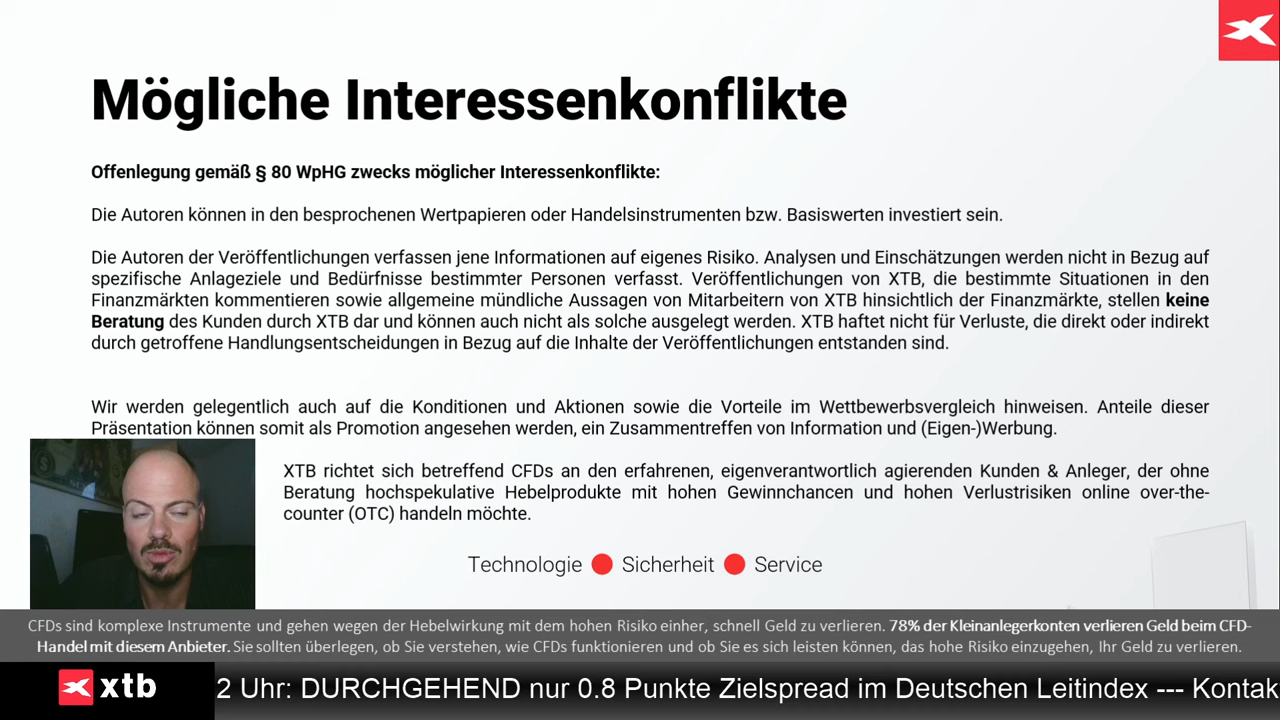 Mögliche Interessenkonflikte
Offenlegung gemäß § 80 WpHG zwecks möglicher Interessenkonflikte:
Die Autoren können in den besprochenen Wertpapieren oder Handelsinstrumenten bzw. Basiswerten investiert sein.
Die Autoren der Veröffentlichungen verfassen jene Informationen auf eigenes Risiko. Analysen und Einschätzungen werden nicht in Bezug auf
spezifische Anlageziele und Bedürfnisse bestimmter Personen verfasst. Veröffentlichungen von XTB, die bestimmte Situationen in den
Finanzmärkten kommentieren sowie allgemeine mündliche Aussagen von Mitarbeitern von XTB hinsichtlich der Finanzmärkte, stellen keine
Beratung des Kunden durch XTB dar und können auch nicht als solche ausgelegt werden. XTB haftet nicht für Verluste, die direkt oder indirekt
durch getroffene Handlungsentscheidungen in Bezug auf die Inhalte der Veröffentlichungen entstanden sind.
Wir werden gelegentlich auch auf die Konditionen und Aktionen sowie die Vorteile im Wettbewerbsvergleich hinweisen. Anteile dieser
Präsentation können somit als Promotion angesehen werden, ein Zusammentreffen von Information und (Eigen-)Werbung.
XTB richtet sich betreffend CFDs an den erfahrenen, eigenverantwortlich agierenden Kunden & Anleger, der ohne
Beratung hochspekulative Hebelprodukte mit hohen Gewinnchancen und hohen Verlustrisiken online over-the-
counter (OTC) handeln möchte.
Technologie Sicherheit Service
CFDs sind komplexe Instrumente und gehen wegen der Hebelwirkung mit dem hohen Risiko einher, schnell Geld zu verlieren. 78% der Kleinanlegerkonten verlieren Geld beim CFD-
Handel mit diesem Anbieter. Sie sollten überlegen, ob Sie verstehen, wie CFDs funktionieren und ob Sie es sich leisten können, das hohe Risiko einzugehen, Ihr Geld zu verlieren.
xtb 2 Uhr: DURCHGEHEND nur 0.8 Punkte Zielspread im Deutschen Leitindex --- Kontak